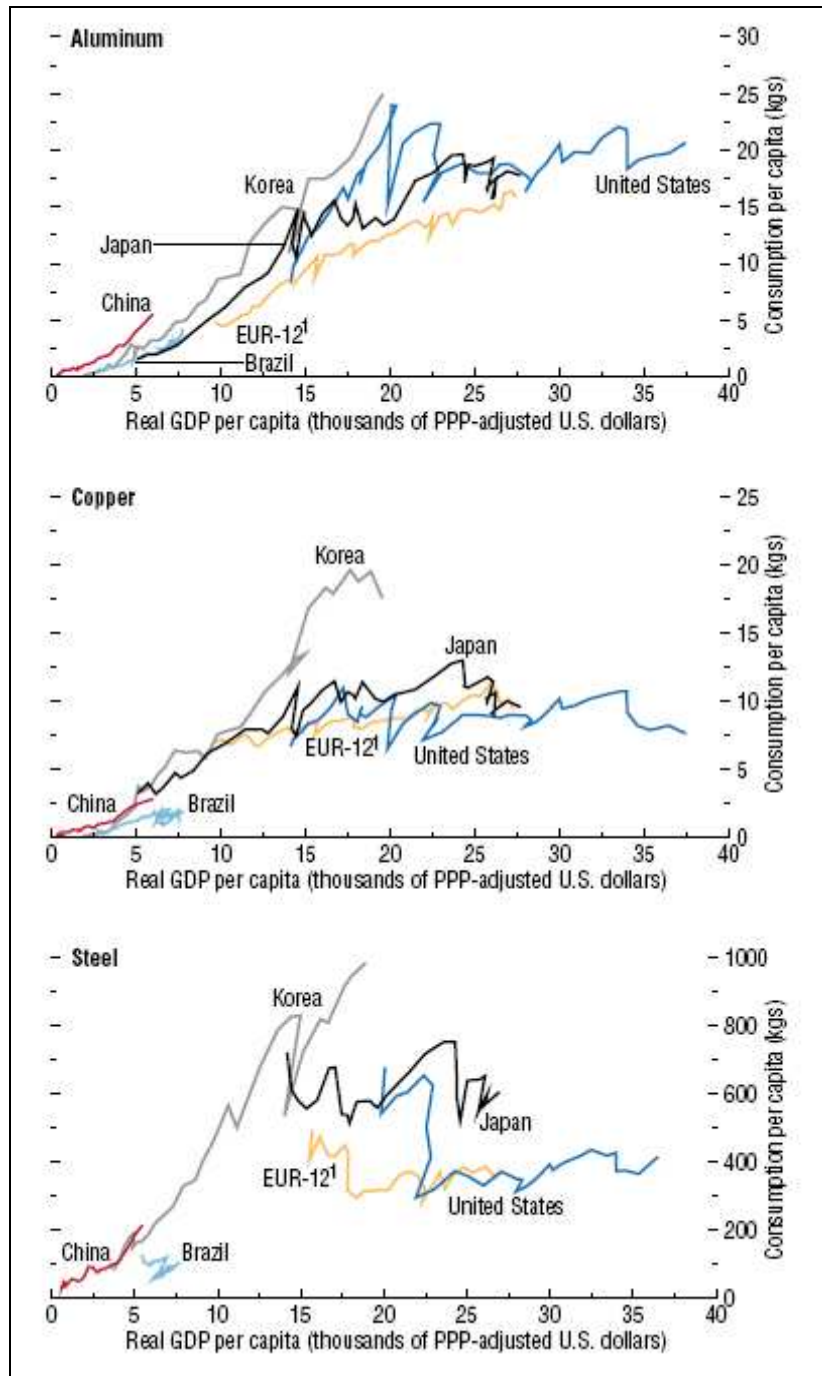 Aluminum
30
25
20
15
10
5
0
Consumption per capita (kgs)
Korea
Japan
China
United States
EUR-12¹
Brazil
0 5 10 15 20 25 30 35 40
Real GDP per capita (thousands of PPP-adjusted U.S. dollars)
Copper
25
20
15
10
5
0
Consumption per capita (kgs)
Korea
Japan
EUR-12¹
United States
China
Brazil
0 5 10 15 20 25 30 35 40
Real GDP per capita (thousands of PPP-adjusted U.S. dollars)
Steel
1000
800
600
400
200
0
Consumption per capita (kgs)
Korea
Japan
EUR-12¹
United States
China
Brazil
0 5 10 15 20 25 30 35 40
Real GDP per capita (thousands of PPP-adjusted U.S. dollars)